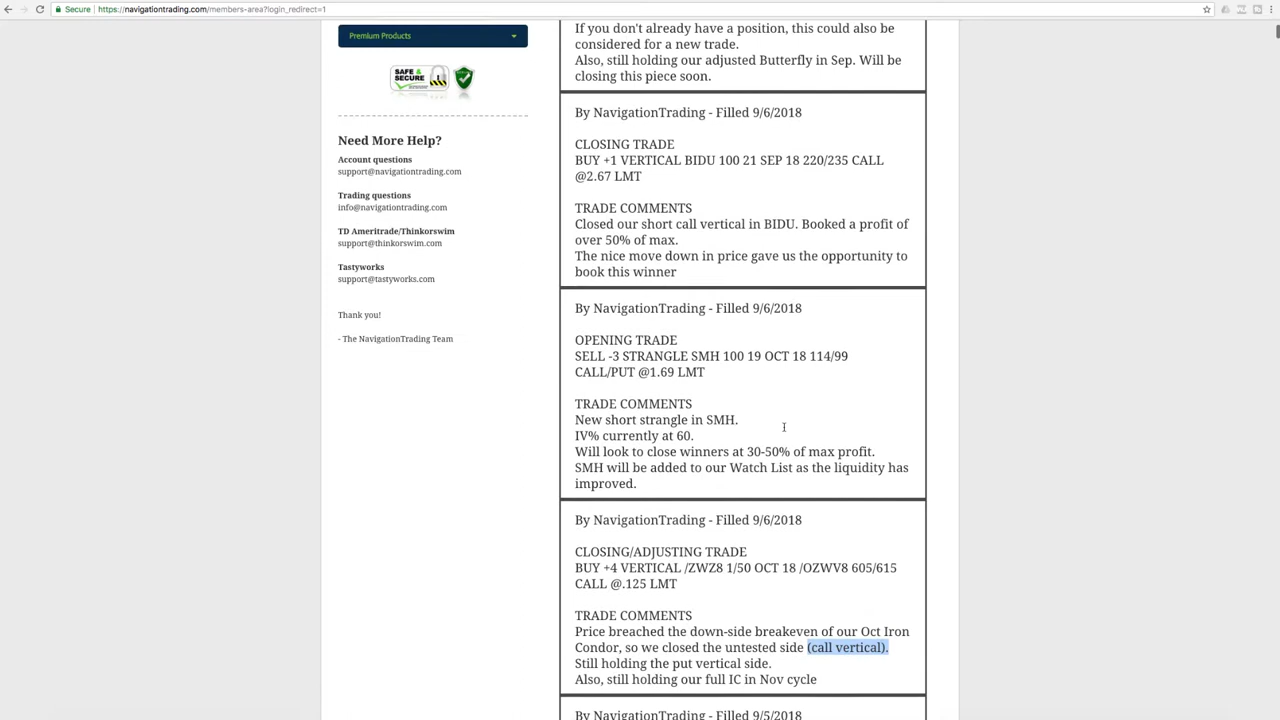 Secure
https://navigationtrading.com/members-area?login_redirect=1
Premium Products
SAFE &
SECURE
Need More Help?
Account questions
support@navigationtrading.com
Trading questions
info@navigationtrading.com
TD Ameritrade/Thinkorswim
support@thinkorswim.com
Tastyworks
support@tastyworks.com
Thank you!
- The NavigationTrading Team
If you don't already have a position, this could also be
considered for a new trade.
Also, still holding our adjusted Butterfly in Sep. Will be
closing this piece soon.
By NavigationTrading - Filled 9/6/2018
CLOSING TRADE
BUY +1 VERTICAL BIDU 100 21 SEP 18 220/235 CALL
@2.67 LMT
TRADE COMMENTS
Closed our short call vertical in BIDU. Booked a profit of
over 50% of max.
The nice move down in price gave us the opportunity to
book this winner
By NavigationTrading - Filled 9/6/2018
OPENING TRADE
SELL -3 STRANGLE SMH 100 19 OCT 18 114/99
CALL/PUT @1.69 LMT
TRADE COMMENTS
New short strangle in SMH.
IV% currently at 60.
Will look to close winners at 30-50% of max profit.
SMH will be added to our Watch List as the liquidity has
improved.
By NavigationTrading - Filled 9/6/2018
CLOSING/ADJUSTING TRADE
BUY +4 VERTICAL /ZWZ8 1/50 OCT 18 /OZWV8 605/615
CALL @.125 LMT
TRADE COMMENTS
Price breached the down-side breakeven of our Oct Iron
Condor, so we closed the untested side (call vertical).
Still holding the put vertical side.
Also, still holding our full IC in Nov cycle
By NavigationTrading - Filled 9/5/2018